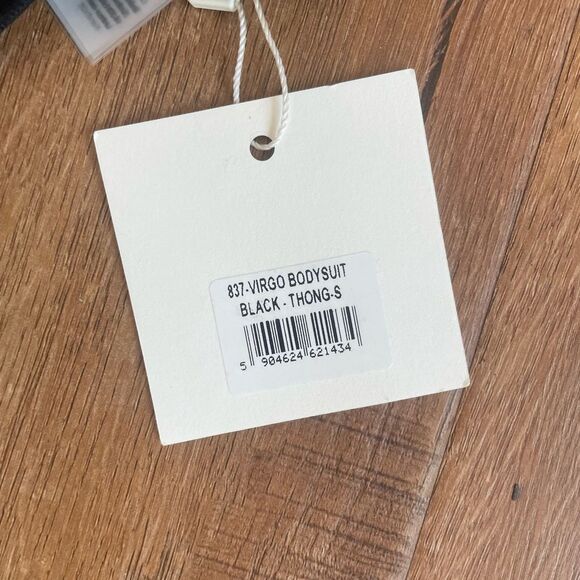 837-VIRGO BODYSUIT
BLACK - THONG-S
5 904624 621434